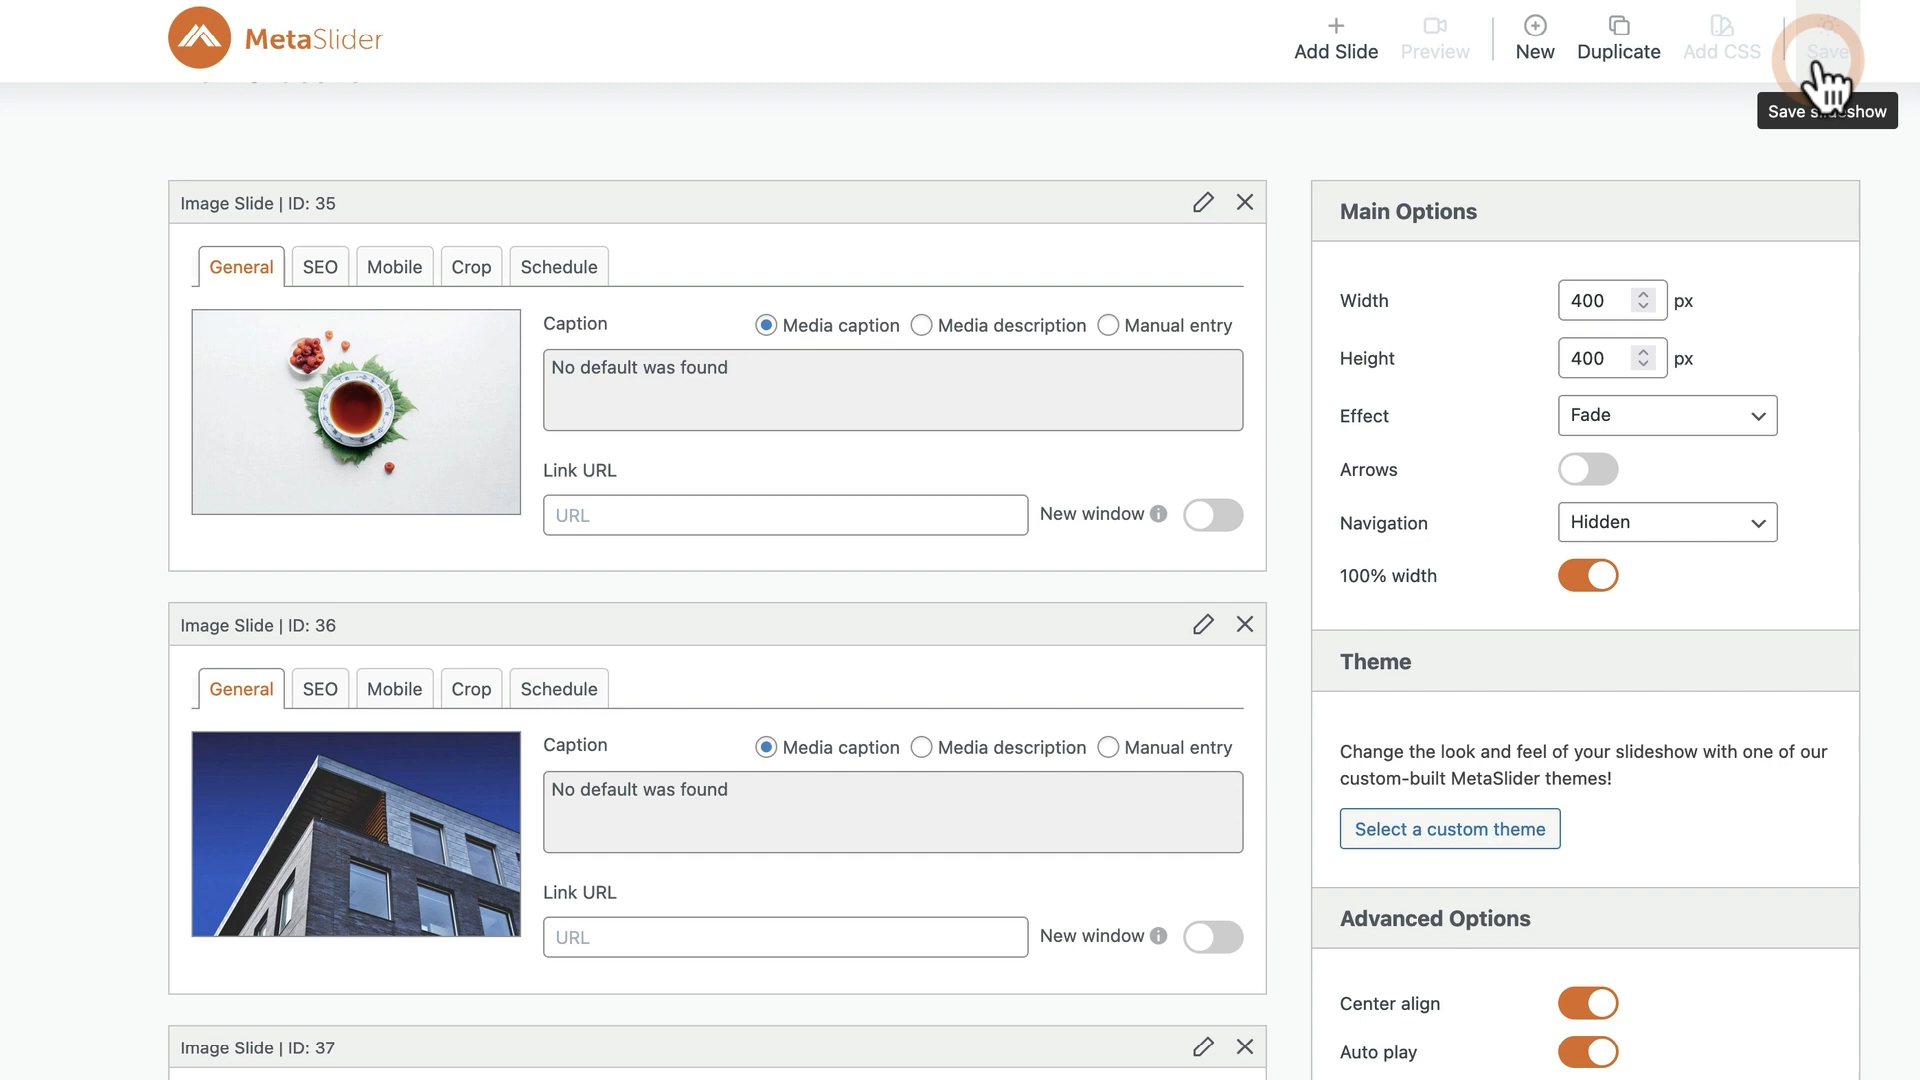 MetaSlider
Add Slide
Preview
New
Duplicate
Add CSS
Save
Save slideshow
Image Slide | ID: 35
General
SEO
Mobile
Crop
Schedule
Caption
Media caption
Media description
Manual entry
No default was found
Link URL
URL
New window
Image Slide | ID: 36
General
SEO
Mobile
Crop
Schedule
Caption
Media caption
Media description
Manual entry
No default was found
Link URL
URL
New window
Image Slide | ID: 37
Main Options
Width
400
px
Height
400
px
Effect
Fade
Arrows
Navigation
Hidden
100% width
Theme
Change the look and feel of your slideshow with one of our
custom-built MetaSlider themes!
Select a custom theme
Advanced Options
Center align
Auto play